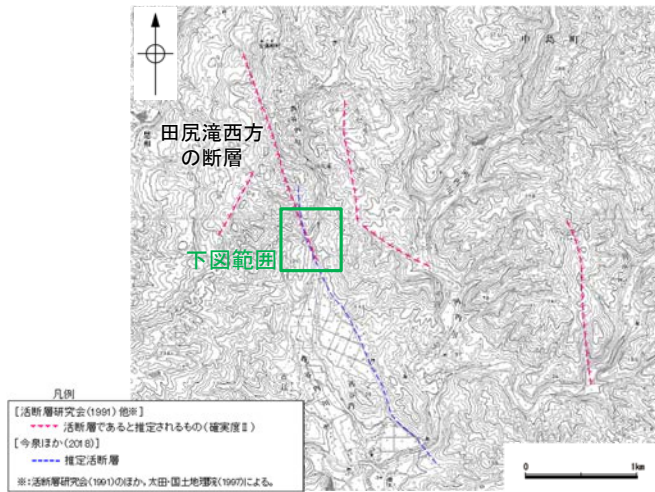 中島町
田尻滝西方
の断層
下図範囲
凡例
[活断層研究会(1991) 他※]
活断層であると推定されるもの(確実度Ⅱ)
[今泉ほか(2018)]
推定活断層
※:活断層研究会(1991)のほか、太田・国土地理院(1997)による。
0 1km